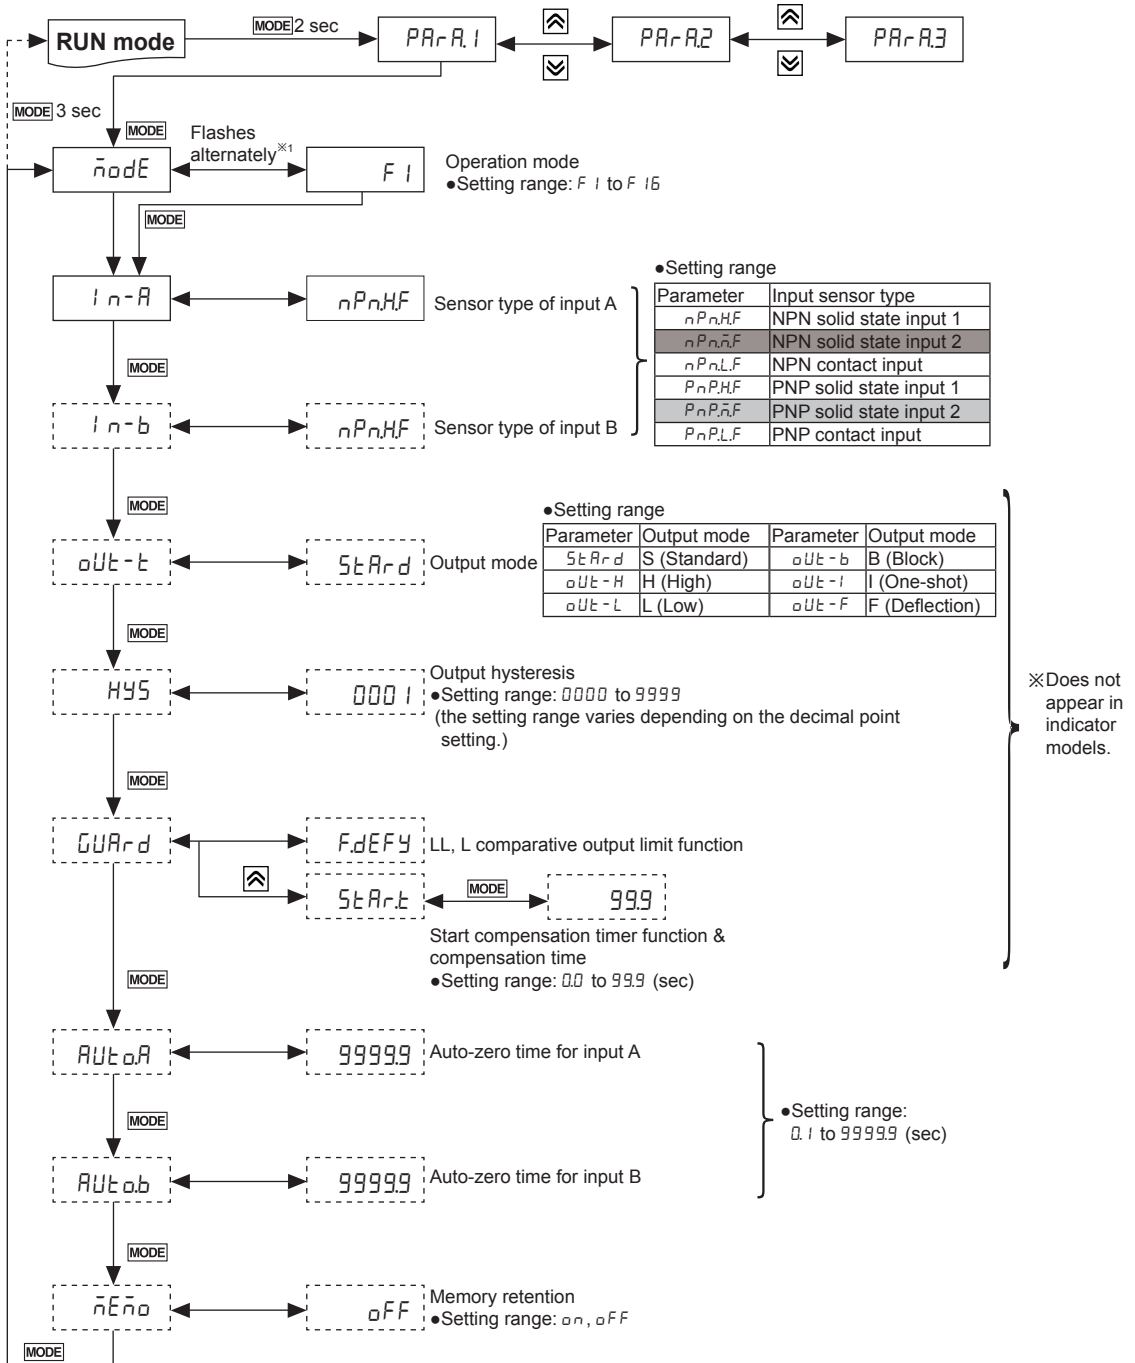 RUN mode
MODE 2 sec
PArA.1
PArA.2
PArA.3
MODE 3 sec
MODE
Flashes
alternately※1
modE
F 1
Operation mode
●Setting range: F 1 to F 16
MODE
In-A
nPn.H.F
Sensor type of input A
●Setting range
Parameter Input sensor type
nPn.H.F NPN solid state input 1
nPn.m.F NPN solid state input 2
nPn.L.F NPN contact input
PnP.H.F PNP solid state input 1
PnP.m.F PNP solid state input 2
PnP.L.F PNP contact input
MODE
In-b
nPn.H.F
Sensor type of input B
MODE
●Setting range
Parameter Output mode Parameter Output mode
StArd S (Standard) oUt-b B (Block)
oUt-H H (High) oUt-I I (One-shot)
oUt-L L (Low) oUt-F F (Deflection)
oUt-t
StArd
Output mode
MODE
HYS
0001
Output hysteresis
●Setting range: 0000 to 9999
(the setting range varies depending on the decimal point
setting.)
※Does not
appear in
indicator
models.
MODE
GUArd
F.dEFY
LL, L comparative output limit function
StAr.t
MODE
99.9
Start compensation timer function &
compensation time
●Setting range: 0.0 to 99.9 (sec)
MODE
AUto.A
9999.9
Auto-zero time for input A
MODE
●Setting range:
0.1 to 9999.9 (sec)
AUto.b
9999.9
Auto-zero time for input B
MODE
mEmo
oFF
Memory retention
●Setting range: on, oFF
MODE